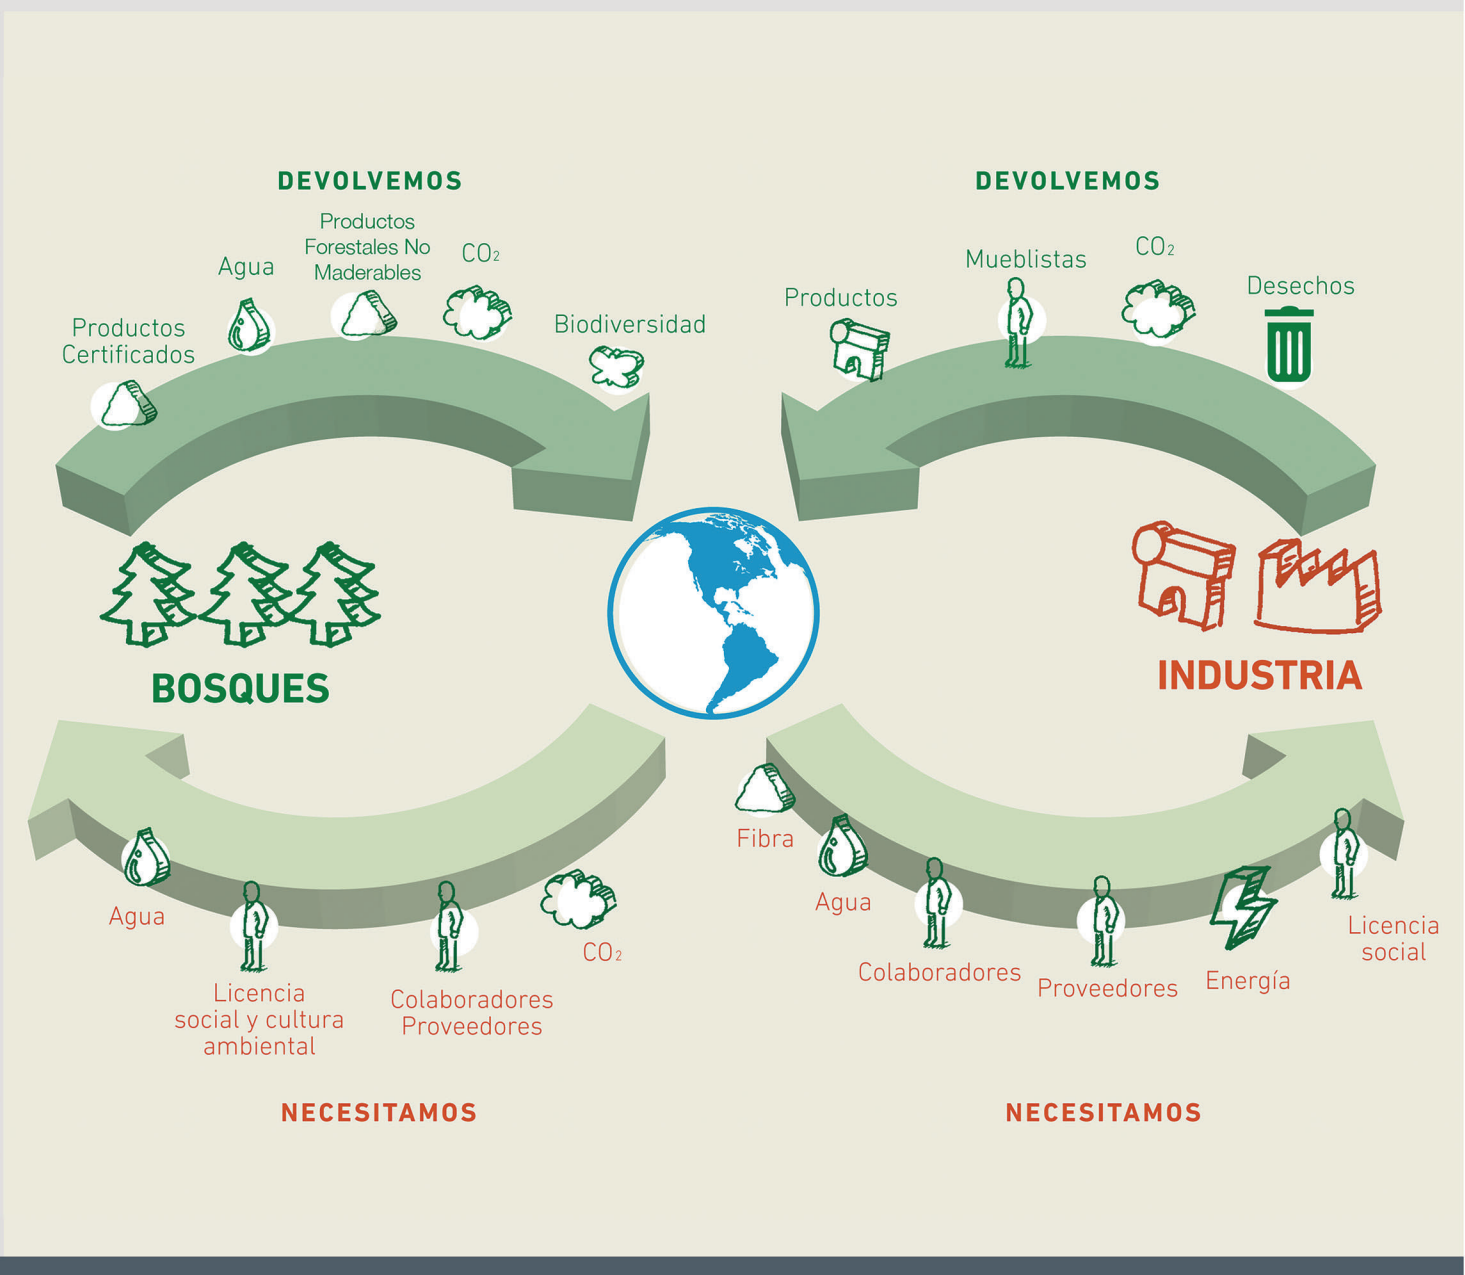 DEVOLVEMOS
Productos
Forestales No
Maderables
Agua
CO₂
Productos
Certificados
Biodiversidad
BOSQUES
Agua
Licencia
social y cultura
ambiental
Colaboradores
Proveedores
CO₂
NECESITAMOS
DEVOLVEMOS
Productos
Mueblistas
CO₂
Desechos
INDUSTRIA
Fibra
Agua
Colaboradores
Proveedores
Energía
Licencia
social
NECESITAMOS